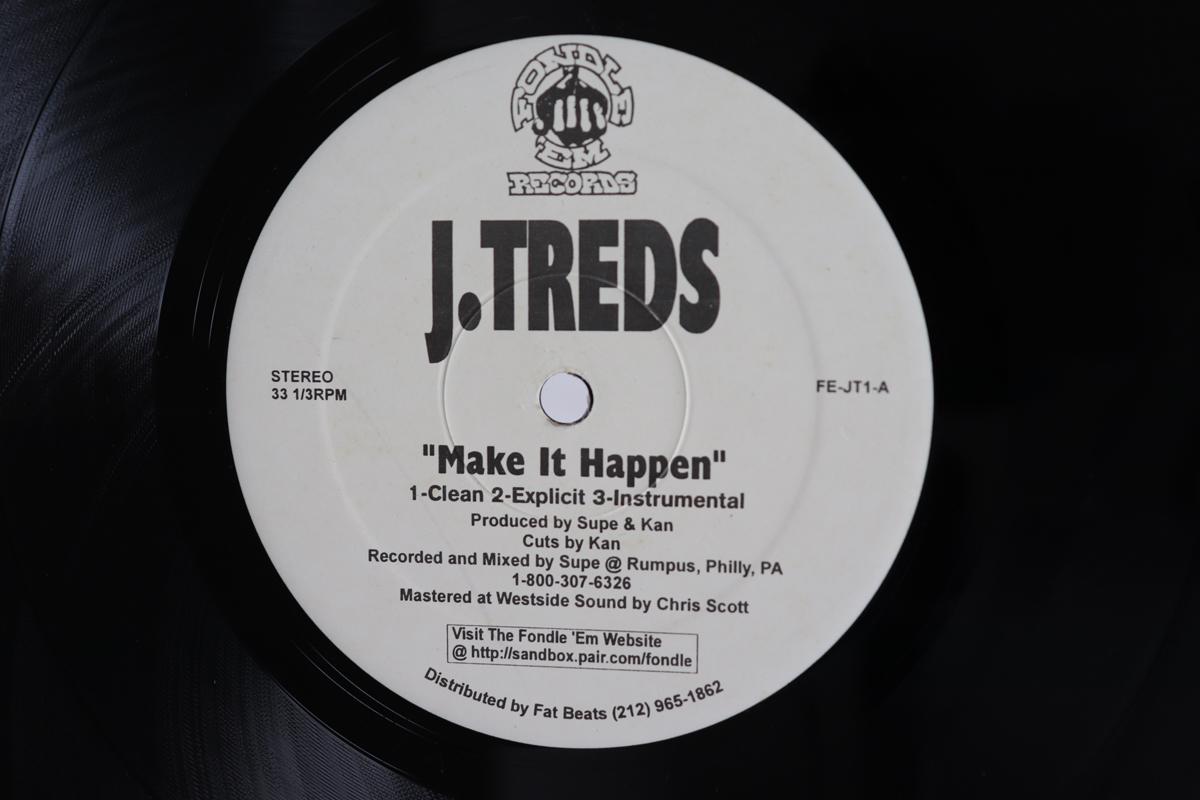 FONDLE
'EM
RECORDS
J.TREDS
STEREO
33 1/3RPM
FE-JT1-A
"Make It Happen"
1-Clean 2-Explicit 3-Instrumental
Produced by Supe & Kan
Cuts by Kan
Recorded and Mixed by Supe @ Rumpus, Philly, PA
1-800-307-6326
Mastered at Westside Sound by Chris Scott
Visit The Fondle 'Em Website
@ http://sandbox.pair.com/fondle
Distributed by Fat Beats (212) 965-1862